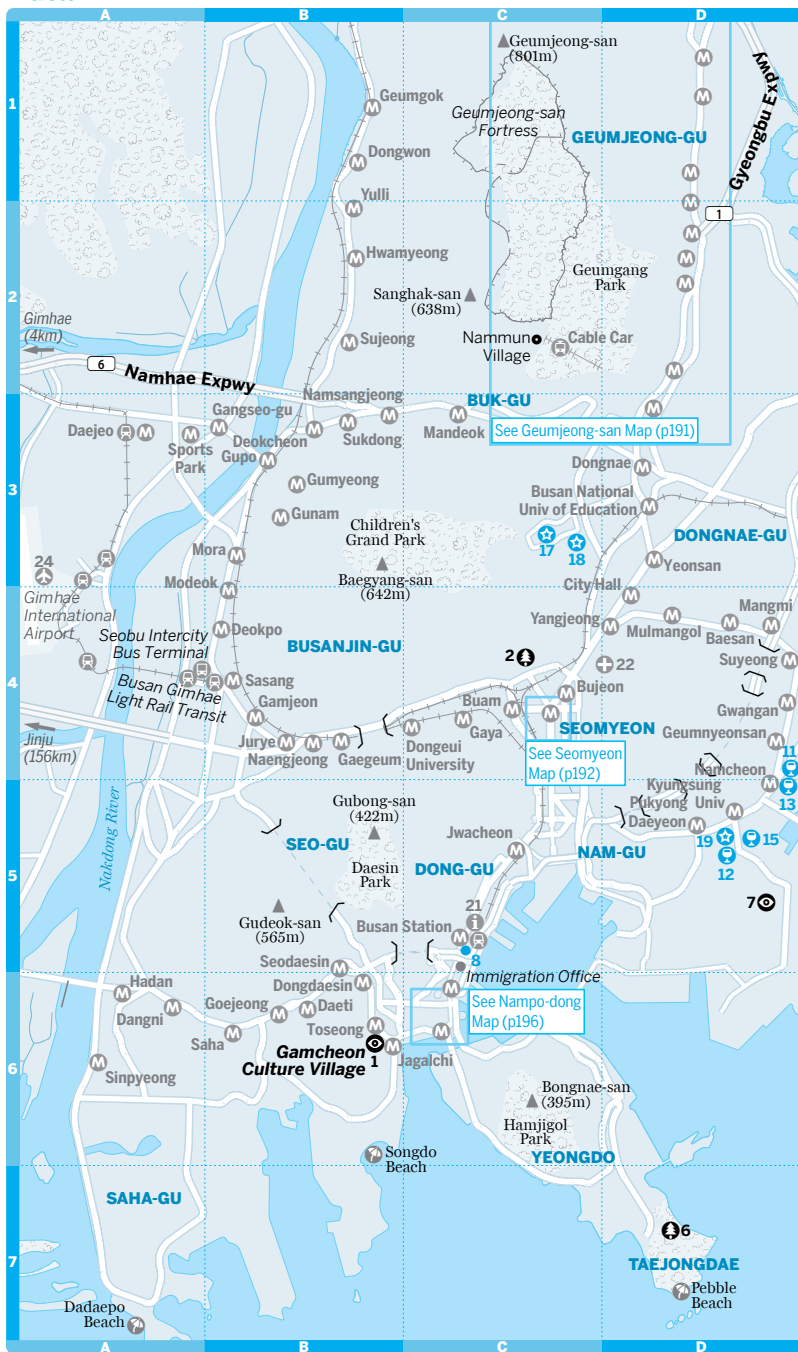 A
B
C
D
1
Geumjeong-san
(801m)
Geumgok
Geumjeong-san
Fortress
GEUMJEONG-GU
Gyeongbu Expwy
Dongwon
Yulli
1
Hwamyeong
Geumgang
Park
2
Sanghak-san
(638m)
Gimhae
(4km)
Sujeong
Nammun
Village
Cable Car
6
Namhae Expwy
Namsangjeong
BUK-GU
Gangseo-gu
Daejeo
Sports
Park
Deokcheon
Gupo
Sukdong
Mandeok
See Geumjeong-san Map (p191)
Dongnae
3
Gumyeong
Busan National
Univ of Education
Gunam
Children's
Grand Park
DONGNAE-GU
17
18
Mora
24
Yeonsan
Baegyang-san
(642m)
Modeok
City Hall
Gimhae
International
Airport
Seobu Intercity
Bus Terminal
Deokpo
BUSANJIN-GU
Yangjeong
Mulmangol
Mangmi
Baesan
2
22
Suyeong
4
Busan Gimhae
Light Rail Transit
Sasang
Bujeon
Gamjeon
Buam
Gwangan
SEOMYEON
Geumnyeonsan
Jinju
(156km)
Jurye
Naengjeong
Gaegeum
Dongeui
University
Gaya
See Seomyeon
Map (p192)
11
Namcheon
13
Gubong-san
(422m)
Kyungsung
Pukyong Univ
Daeyeon
Nakdong River
SEO-GU
Jwacheon
DONG-GU
NAM-GU
19
15
12
5
Daesin
Park
7
Gudeok-san
(565m)
21
Busan Station
8
Seodaesin
Immigration Office
Hadan
Dongdaesin
Goejeong
Daeti
See Nampo-dong
Map (p196)
Dangni
Saha
Toseong
Gamcheon
Culture Village
1
Jagalchi
6
Sinpyeong
Bongnae-san
(395m)
Hamjigol
Park
Songdo
Beach
YEONGDO
SAHA-GU
6
7
TAEJONGDAE
Pebble
Beach
Dadaepo
Beach
A
B
C
D